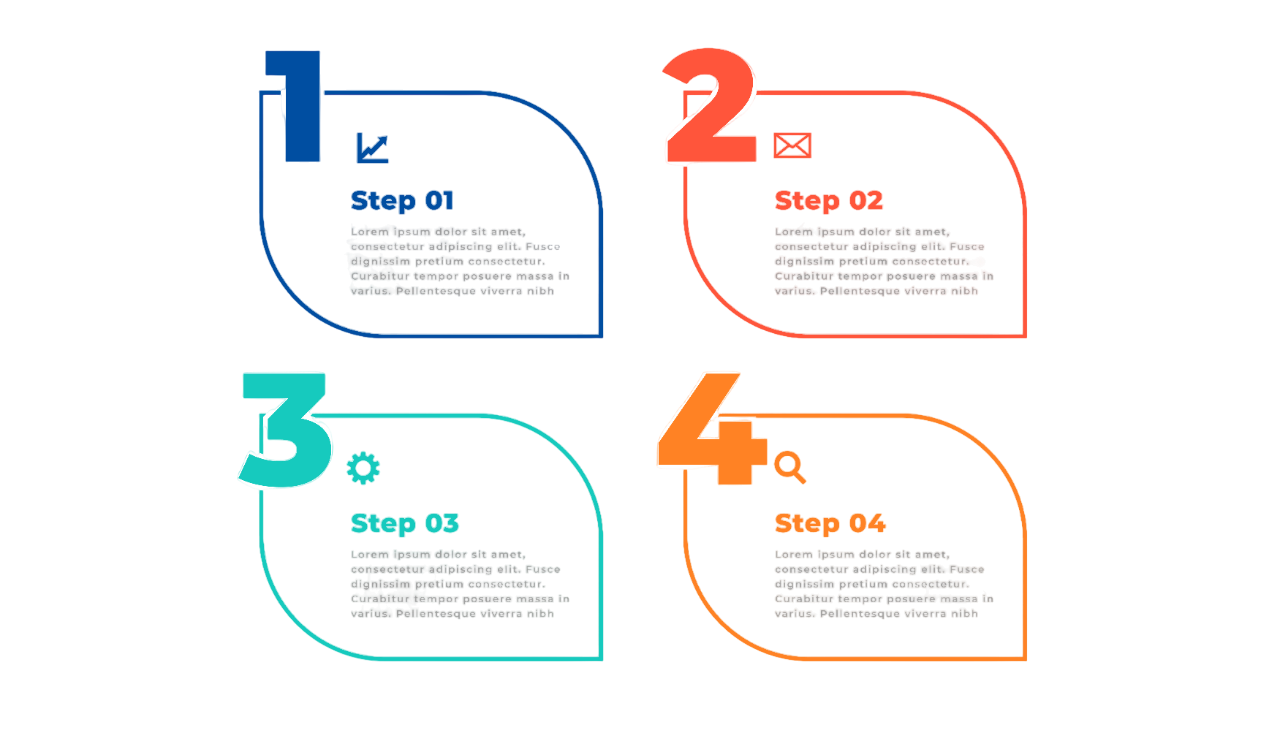 1
Step 01
Lorem ipsum dolor sit amet,
consectetur adipiscing elit. Fusce
dignissim pretium consectetur.
Curabitur tempor posuere massa in
varius. Pellentesque viverra nibh
2
Step 02
Lorem ipsum dolor sit amet,
consectetur adipiscing elit. Fusce
dignissim pretium consectetur.
Curabitur tempor posuere massa in
varius. Pellentesque viverra nibh
3
Step 03
Lorem ipsum dolor sit amet,
consectetur adipiscing elit. Fusce
dignissim pretium consectetur.
Curabitur tempor posuere massa in
varius. Pellentesque viverra nibh
4
Step 04
Lorem ipsum dolor sit amet,
consectetur adipiscing elit. Fusce
dignissim pretium consectetur.
Curabitur tempor posuere massa in
varius. Pellentesque viverra nibh